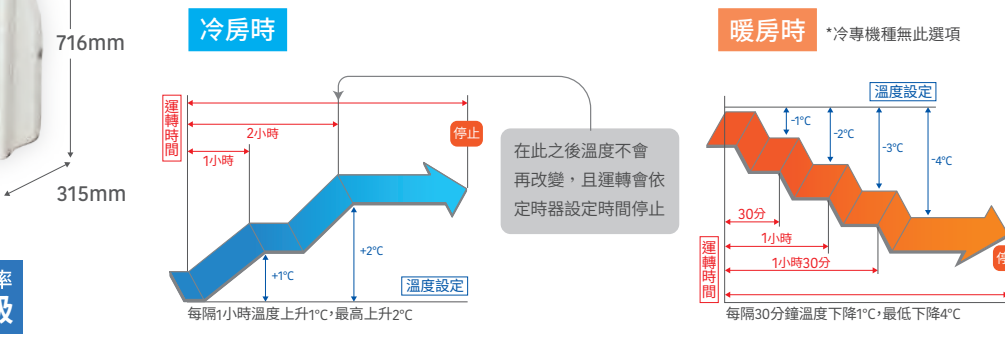 716mm
315mm
率
級
冷房時
運轉時間
2小時
1小時
停止
在此之後溫度不會
再改變，且運轉會依
定時器設定時間停止
+1℃
+2℃
溫度設定
每隔1小時溫度上升1℃，最高上升2℃
暖房時
*冷專機種無此選項
溫度設定
-1℃
-2℃
-3℃
-4℃
30分
1小時
1小時30分
運轉時間
停
每隔30分鐘溫度下降1℃，最低下降4℃